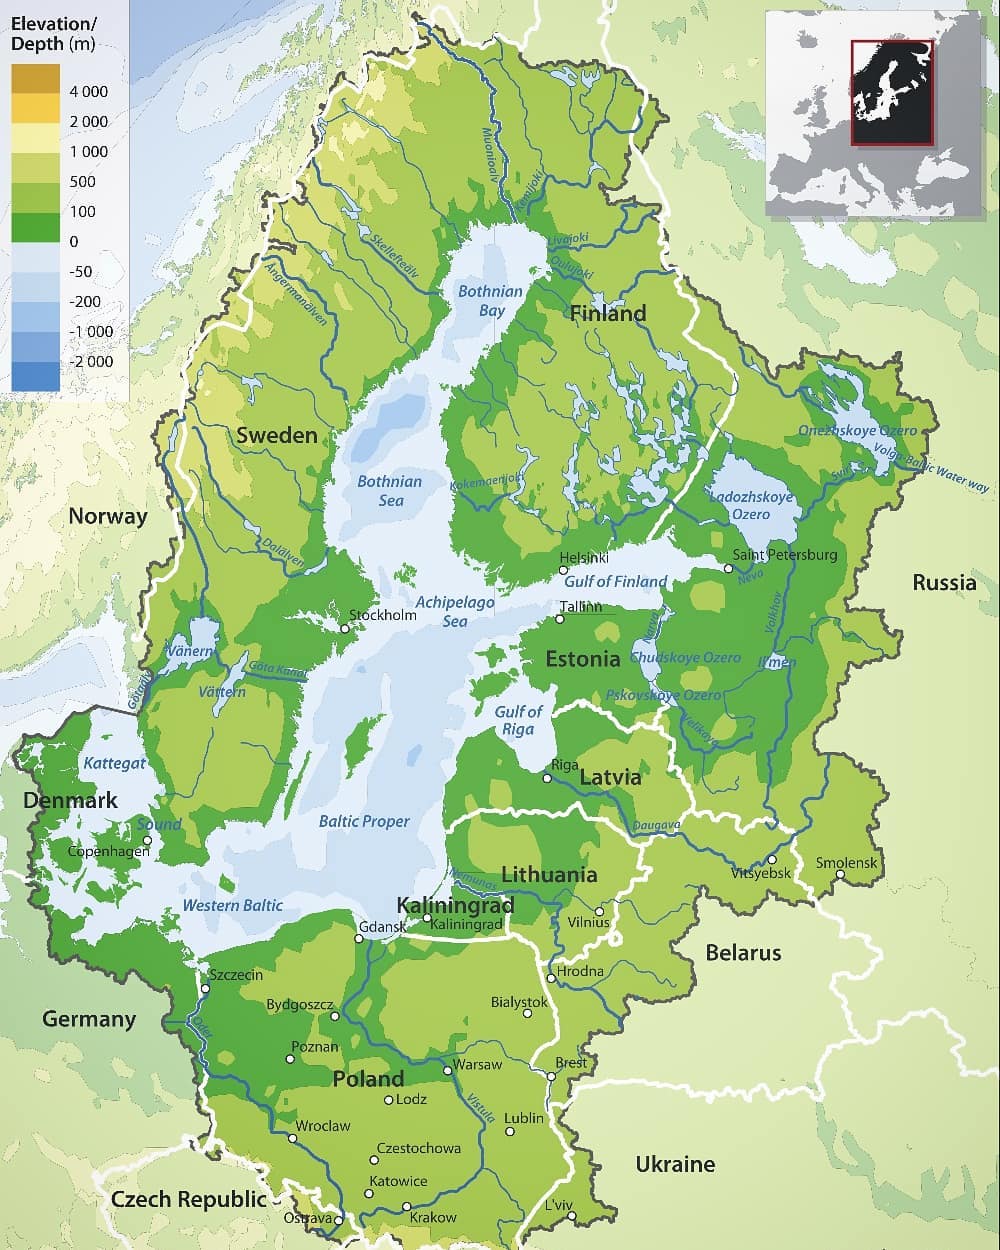 Elevation/
Depth (m)
4 000
2 000
1 000
500
100
0
-50
-200
-1 000
-2 000
Muonioälv
Kemijoki
Livajoki
Oulujoki
Skellefteälv
Ångermanälven
Bothnian
Bay
Finland
Sweden
Onezhskoye Ozero
Volga-Baltic Water way
Svir'
Bothnian
Sea
Kokemaenjoki
Ladozhskoye
Ozero
Norway
Dalälven
Helsinki
Saint Petersburg
Neva
Gulf of Finland
Russia
Achipelago
Sea
Tallinn
Stockholm
Narva
Volkhov
Vänern
Göta Kanal
Götaälv
Vättern
Estonia
Chudskoye Ozero
Il'men
Pskovskoye Ozero
Velikaya
Gulf of
Riga
Kattegat
Riga
Latvia
Denmark
Sound
Baltic Proper
Daugava
Copenhagen
Vitsyebsk
Smolensk
Nemunas
Lithuania
Western Baltic
Kaliningrad
Kaliningrad
Vilnius
Gdansk
Belarus
Szczecin
Hrodna
Germany
Oder
Bydgoszcz
Bialystok
Poznan
Warsaw
Brest
Poland
Lodz
Vistula
Lublin
Wroclaw
Czestochowa
Ukraine
Katowice
Czech Republic
L'viv
Ostrava
Krakow